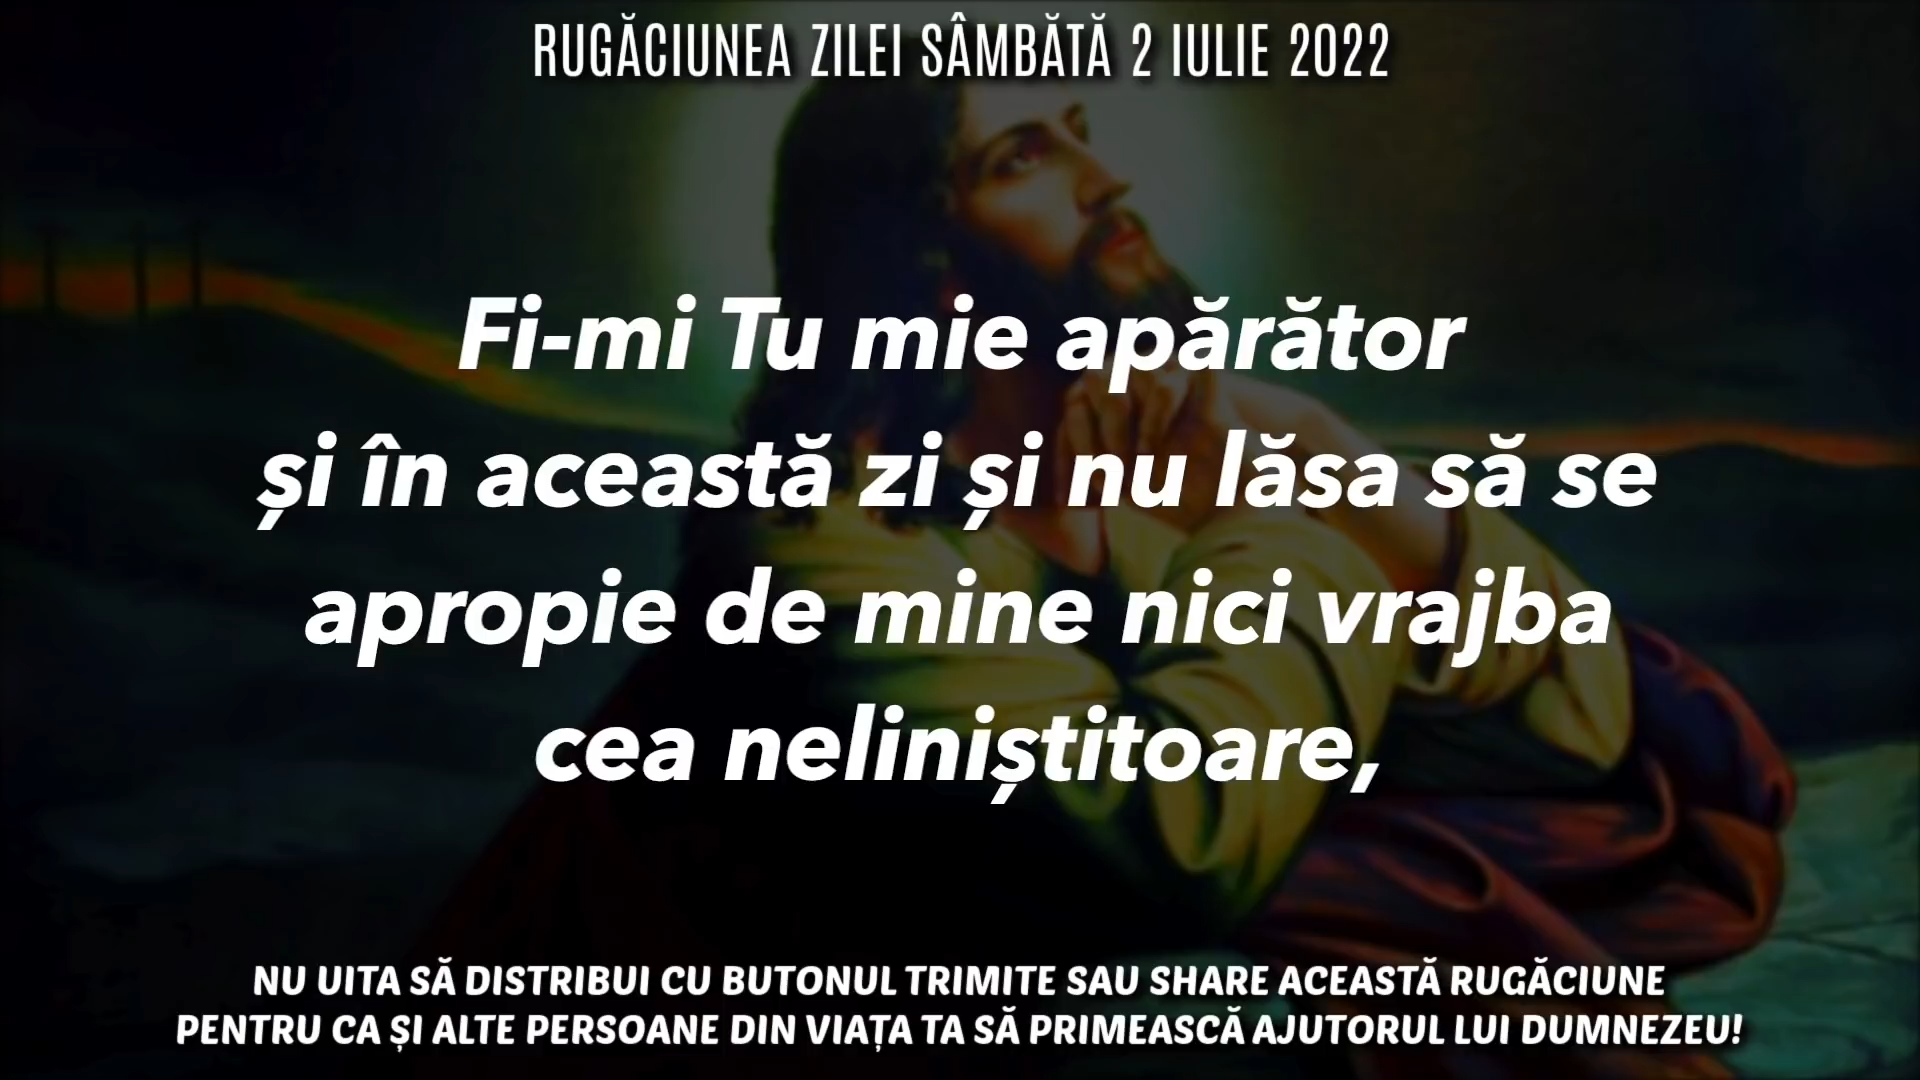 RUGĂCIUNEA ZILEI SÂMBĂTĂ 2 IULIE 2022
Fi-mi Tu mie apărător
și în această zi și nu lăsa să se
apropie de mine nici vrajba
cea neliniștitoare,
NU UITA SĂ DISTRIBUI CU BUTONUL TRIMITE SAU SHARE ACEASTĂ RUGĂCIUNE
PENTRU CA ȘI ALTE PERSOANE DIN VIAȚA TA SĂ PRIMEASCĂ AJUTORUL LUI DUMNEZEU!